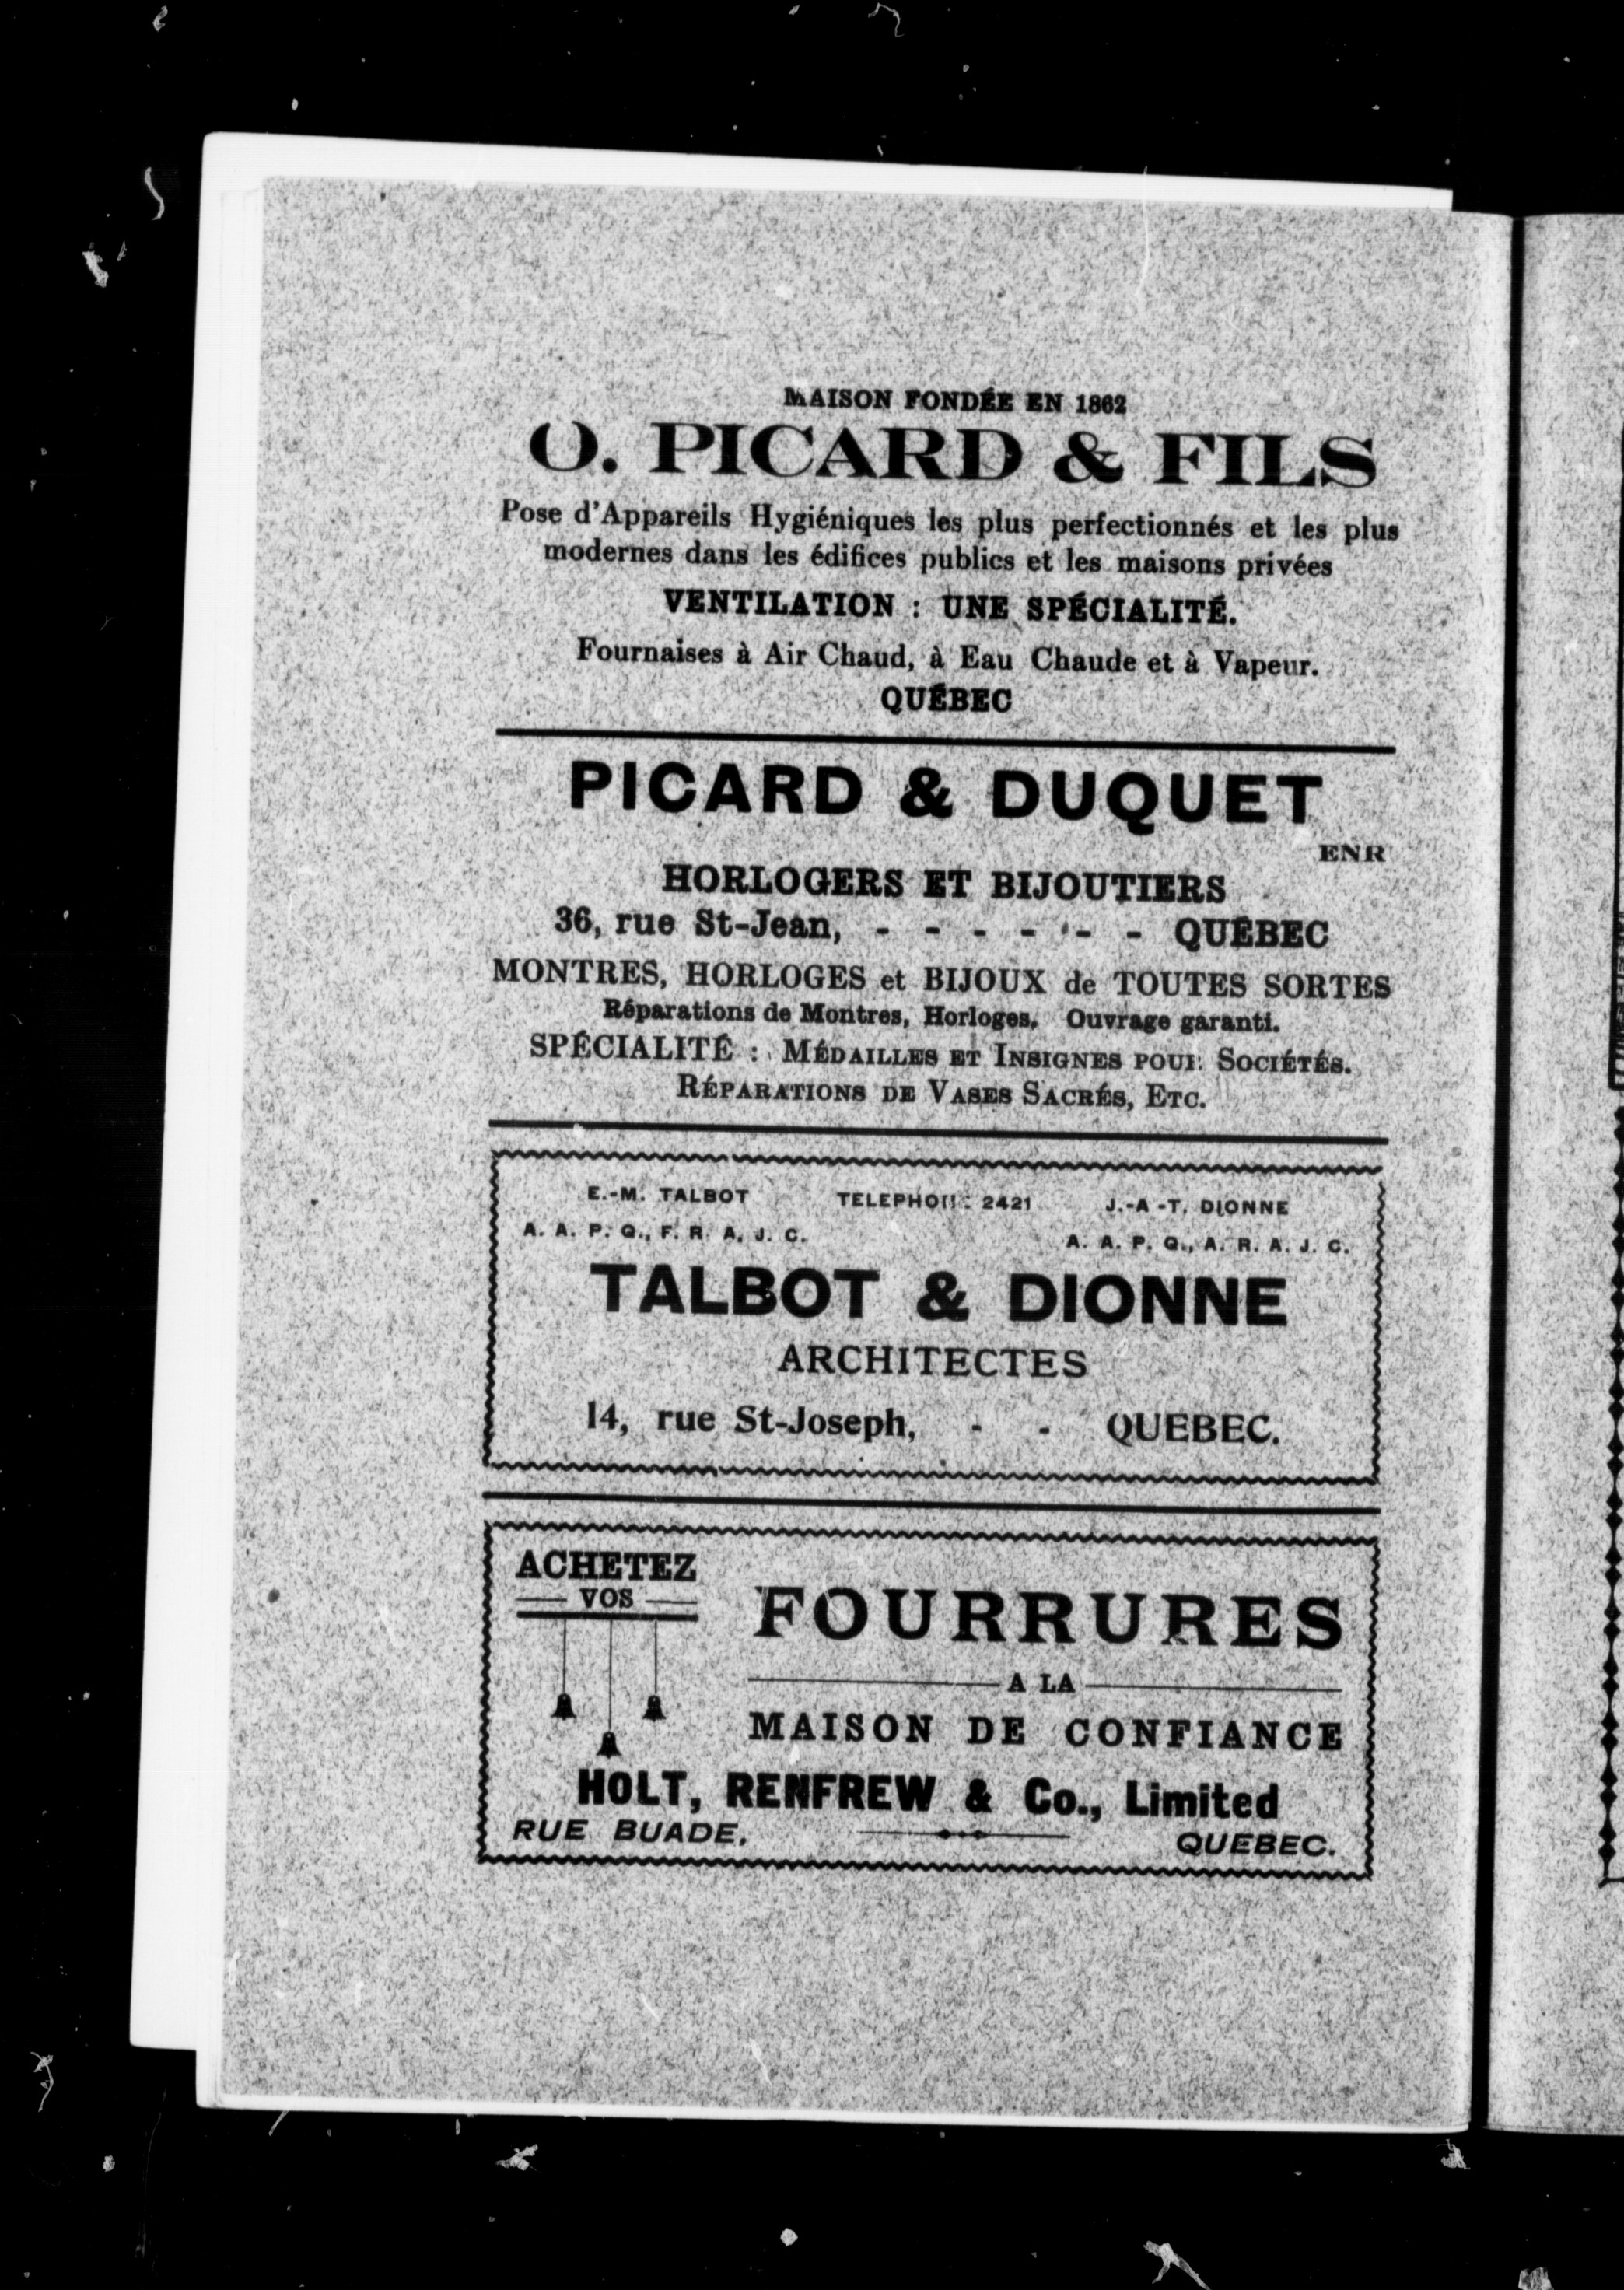 MAISON FONDÉE EN 1862
O. PICARD & FILS
Pose d'Appareils Hygiéniques les plus perfectionnés et les plus
modernes dans les édifices publics et les maisons privées
VENTILATION : UNE SPÉCIALITÉ.
Fournaises à Air Chaud, à Eau Chaude et à Vapeur.
QUÉBEC
PICARD & DUQUET
ENR
HORLOGERS ET BIJOUTIERS
36, rue St-Jean, - - - - - - QUÉBEC
MONTRES, HORLOGES et BIJOUX de TOUTES SORTES
Réparations de Montres, Horloges. Ouvrage garanti.
SPÉCIALITÉ : MÉDAILLES ET INSIGNES POUR SOCIÉTÉS.
RÉPARATIONS DE VASES SACRÉS, ETC.
E.-M. TALBOT TELEPHONE 2421 J.-A-T. DIONNE
A. A. P. Q., F. R. A. J. C. A. A. P. Q., A. R. A. J. C.
TALBOT & DIONNE
ARCHITECTES
14, rue St-Joseph, - - QUEBEC.
ACHETEZ
VOS
FOURRURES
A LA
MAISON DE CONFIANCE
HOLT, RENFREW & Co., Limited
RUE BUADE, QUEBEC.